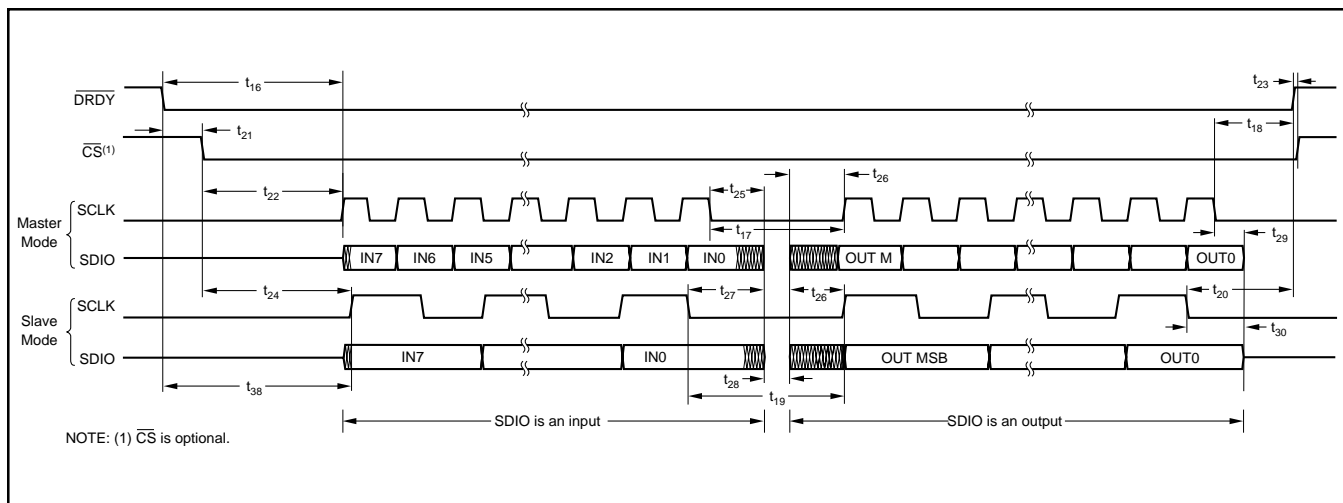 t16
t23
DRDY
t21
t18
CS(1)
t22
t25
t26
Master Mode
SCLK
t17
t29
SDIO
IN7
IN6
IN5
IN2
IN1
IN0
OUT M
OUT0
t24
t27
t26
t20
Slave Mode
SCLK
t30
SDIO
IN7
IN0
OUT MSB
OUT0
t38
t28
t19
SDIO is an input
SDIO is an output
NOTE: (1) CS is optional.